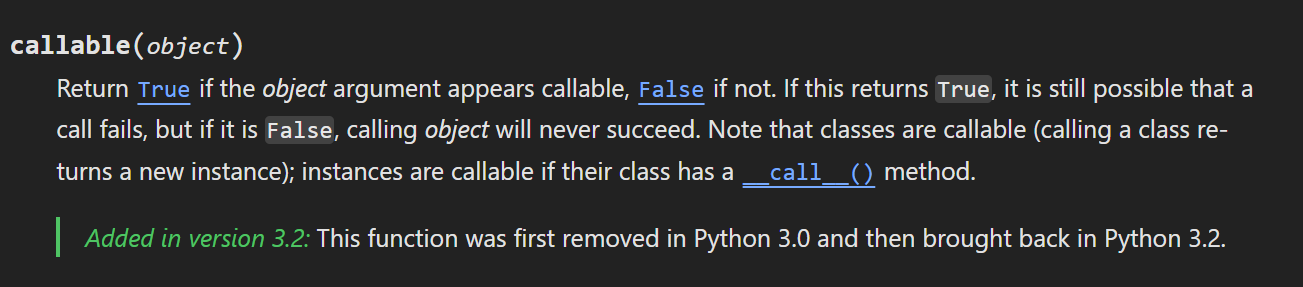 callable(object)
Return True if the object argument appears callable, False if not. If this returns True, it is still possible that a
call fails, but if it is False, calling object will never succeed. Note that classes are callable (calling a class re-
turns a new instance); instances are callable if their class has a __call__() method.
Added in version 3.2: This function was first removed in Python 3.0 and then brought back in Python 3.2.